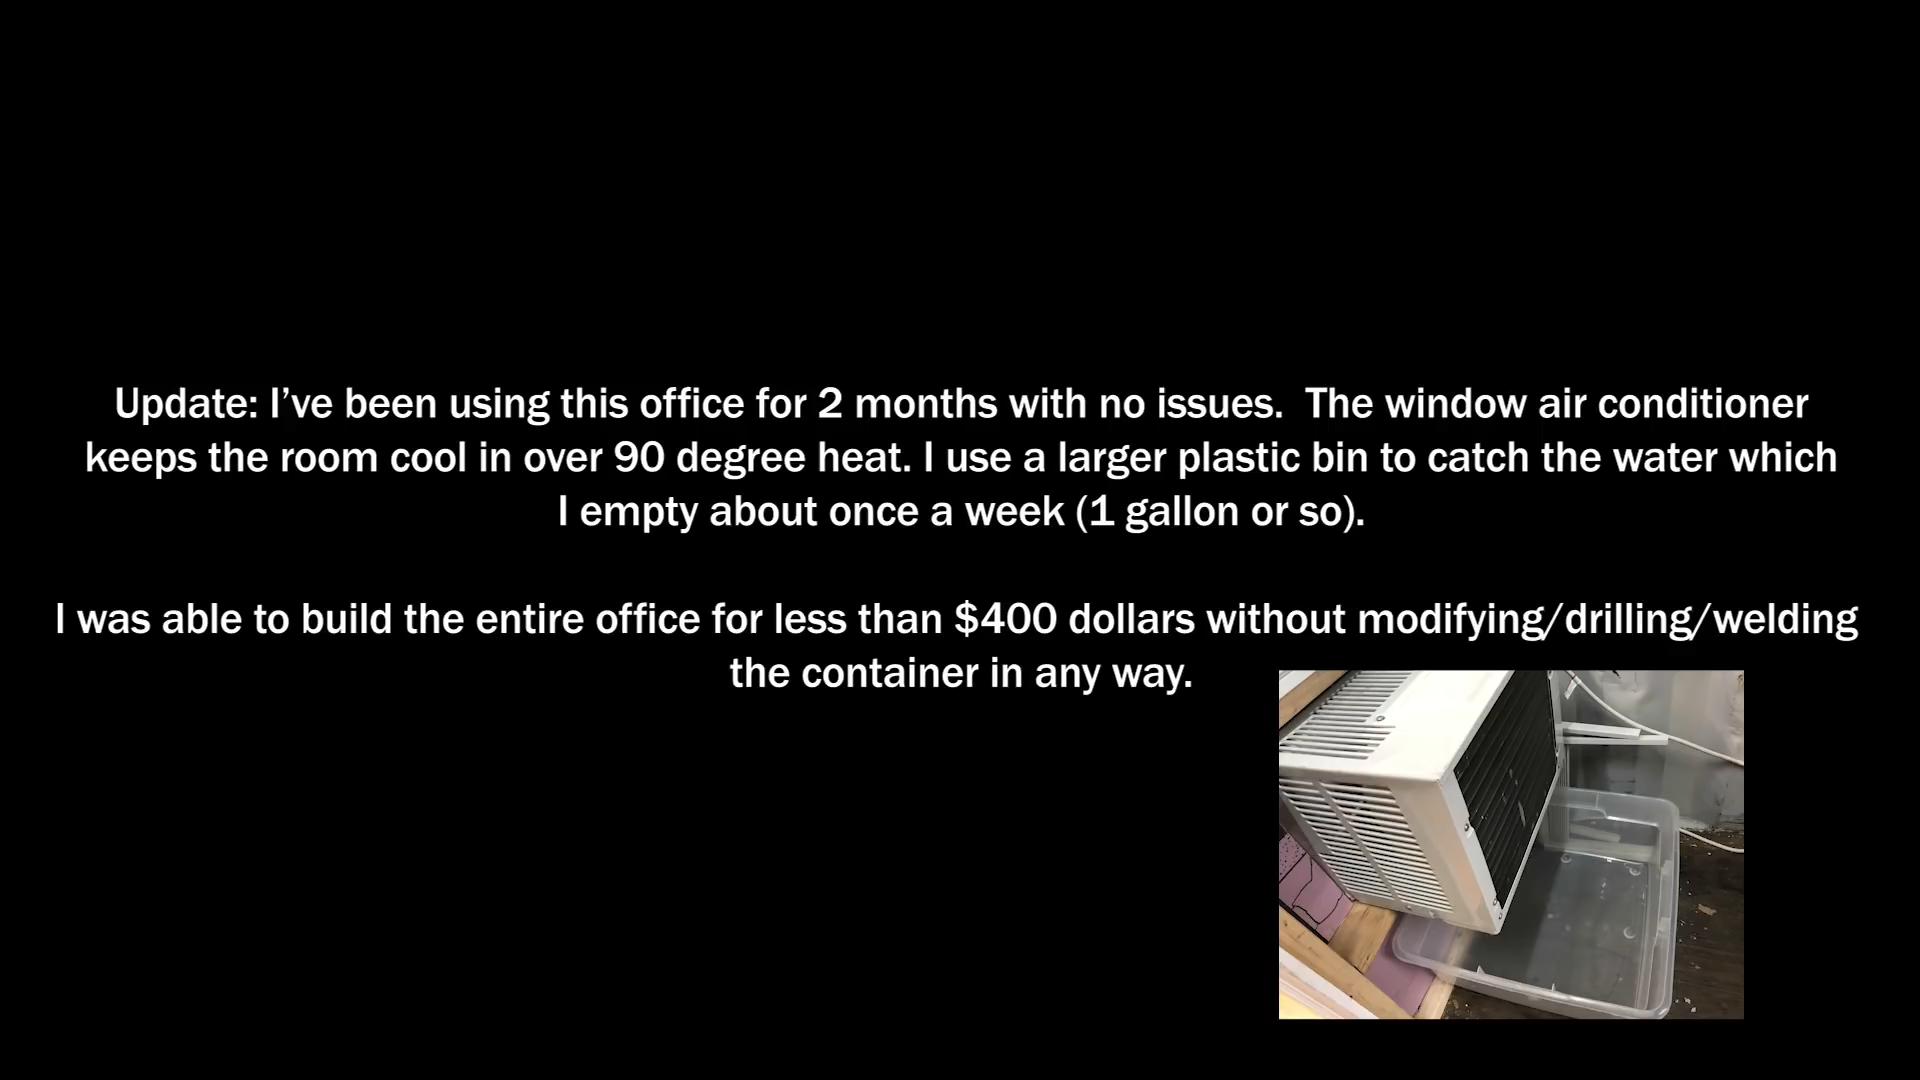 Update: I’ve been using this office for 2 months with no issues.  The window air conditioner
keeps the room cool in over 90 degree heat. I use a larger plastic bin to catch the water which
I empty about once a week (1 gallon or so).
I was able to build the entire office for less than $400 dollars without modifying/drilling/welding
the container in any way.